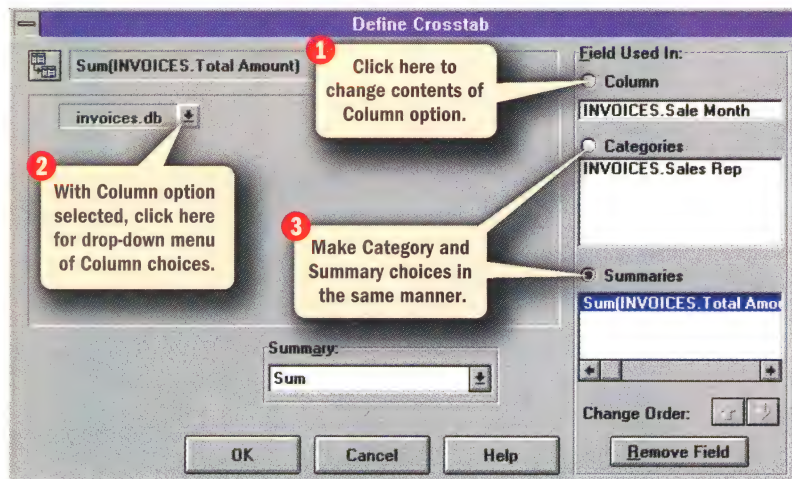 Define Crosstab
Sum(INVOICES.Total Amount)
invoices.db
1
Click here to
change contents of
Column option.
2
With Column option
selected, click here
for drop-down menu
of Column choices.
3
Make Category and
Summary choices in
the same manner.
Field Used In:
Column
INVOICES.Sale Month
Categories
INVOICES.Sales Rep
Summaries
Sum(INVOICES.Total Amo
Summary:
Sum
Change Order:
OK
Cancel
Help
Remove Field